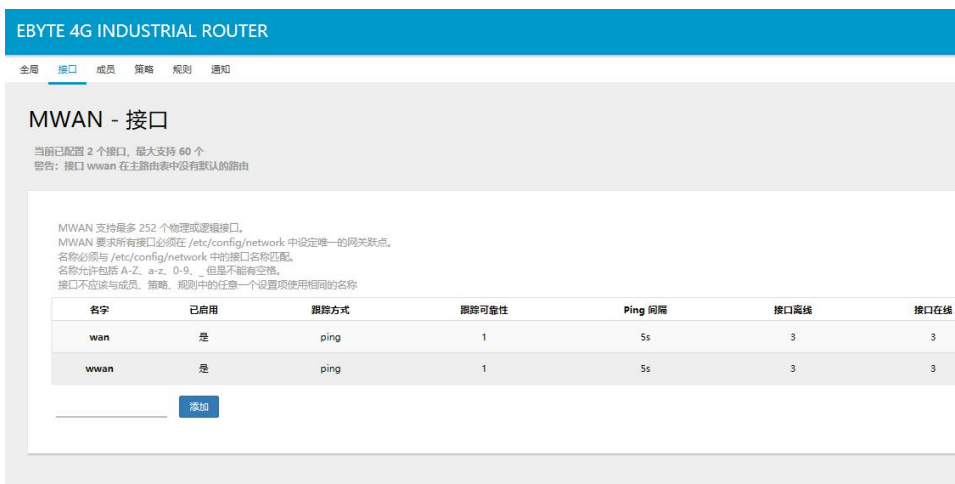 EBYTE 4G INDUSTRIAL ROUTER
全局 接口 成员 策略 规则 通知
MWAN - 接口
当前已配置 2 个接口，最大支持 60 个
警告：接口 wwan 在主路由表中没有默认的路由
MWAN 支持最多 252 个物理或逻辑接口。
MWAN 要求所有接口必须在 /etc/config/network 中设定唯一的网关跃点。
名称必须与 /etc/config/network 中的接口名称匹配。
名称允许包括 A-Z、a-z、0-9、_ 但是不能有空格。
接口不应该与成员、策略、规则中的任意一个设置项使用相同的名称
名字 已启用 跟踪方式 跟踪可靠性 Ping 间隔 接口离线 接口在线
wan 是 ping 1 5s 3 3
wwan 是 ping 1 5s 3 3
添加